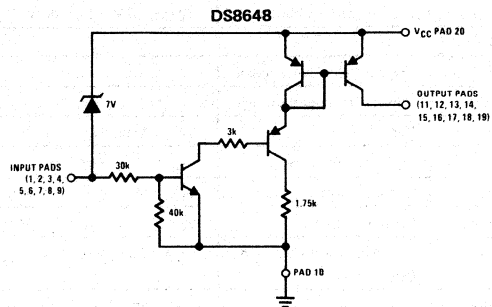 DS8648
VCC PAD 20
OUTPUT PADS
(11, 12, 13, 14,
15, 16, 17, 18, 19)
7V
3k
INPUT PADS
(1, 2, 3, 4,
5, 6, 7, 8, 9)
30k
40k
1.75k
PAD 10